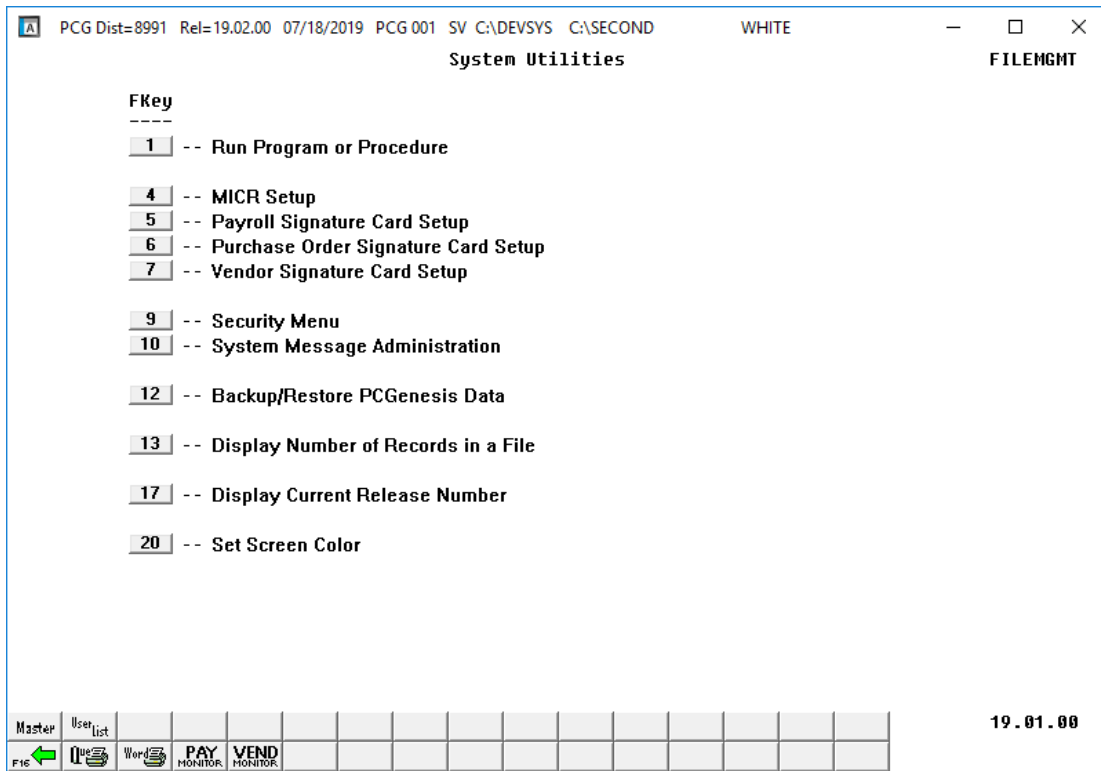 A PCG Dist=8991 Rel=19.02.00 07/18/2019 PCG 001 SV C:\DEVSYS C:\SECOND WHITE
System Utilities FILEMGMT
FKey
----
1 -- Run Program or Procedure
4 -- MICR Setup
5 -- Payroll Signature Card Setup
6 -- Purchase Order Signature Card Setup
7 -- Vendor Signature Card Setup
9 -- Security Menu
10 -- System Message Administration
12 -- Backup/Restore PCGenesis Data
13 -- Display Number of Records in a File
17 -- Display Current Release Number
20 -- Set Screen Color
Master User List 19.01.00
F16 Que Word PAY MONITOR VEND MONITOR